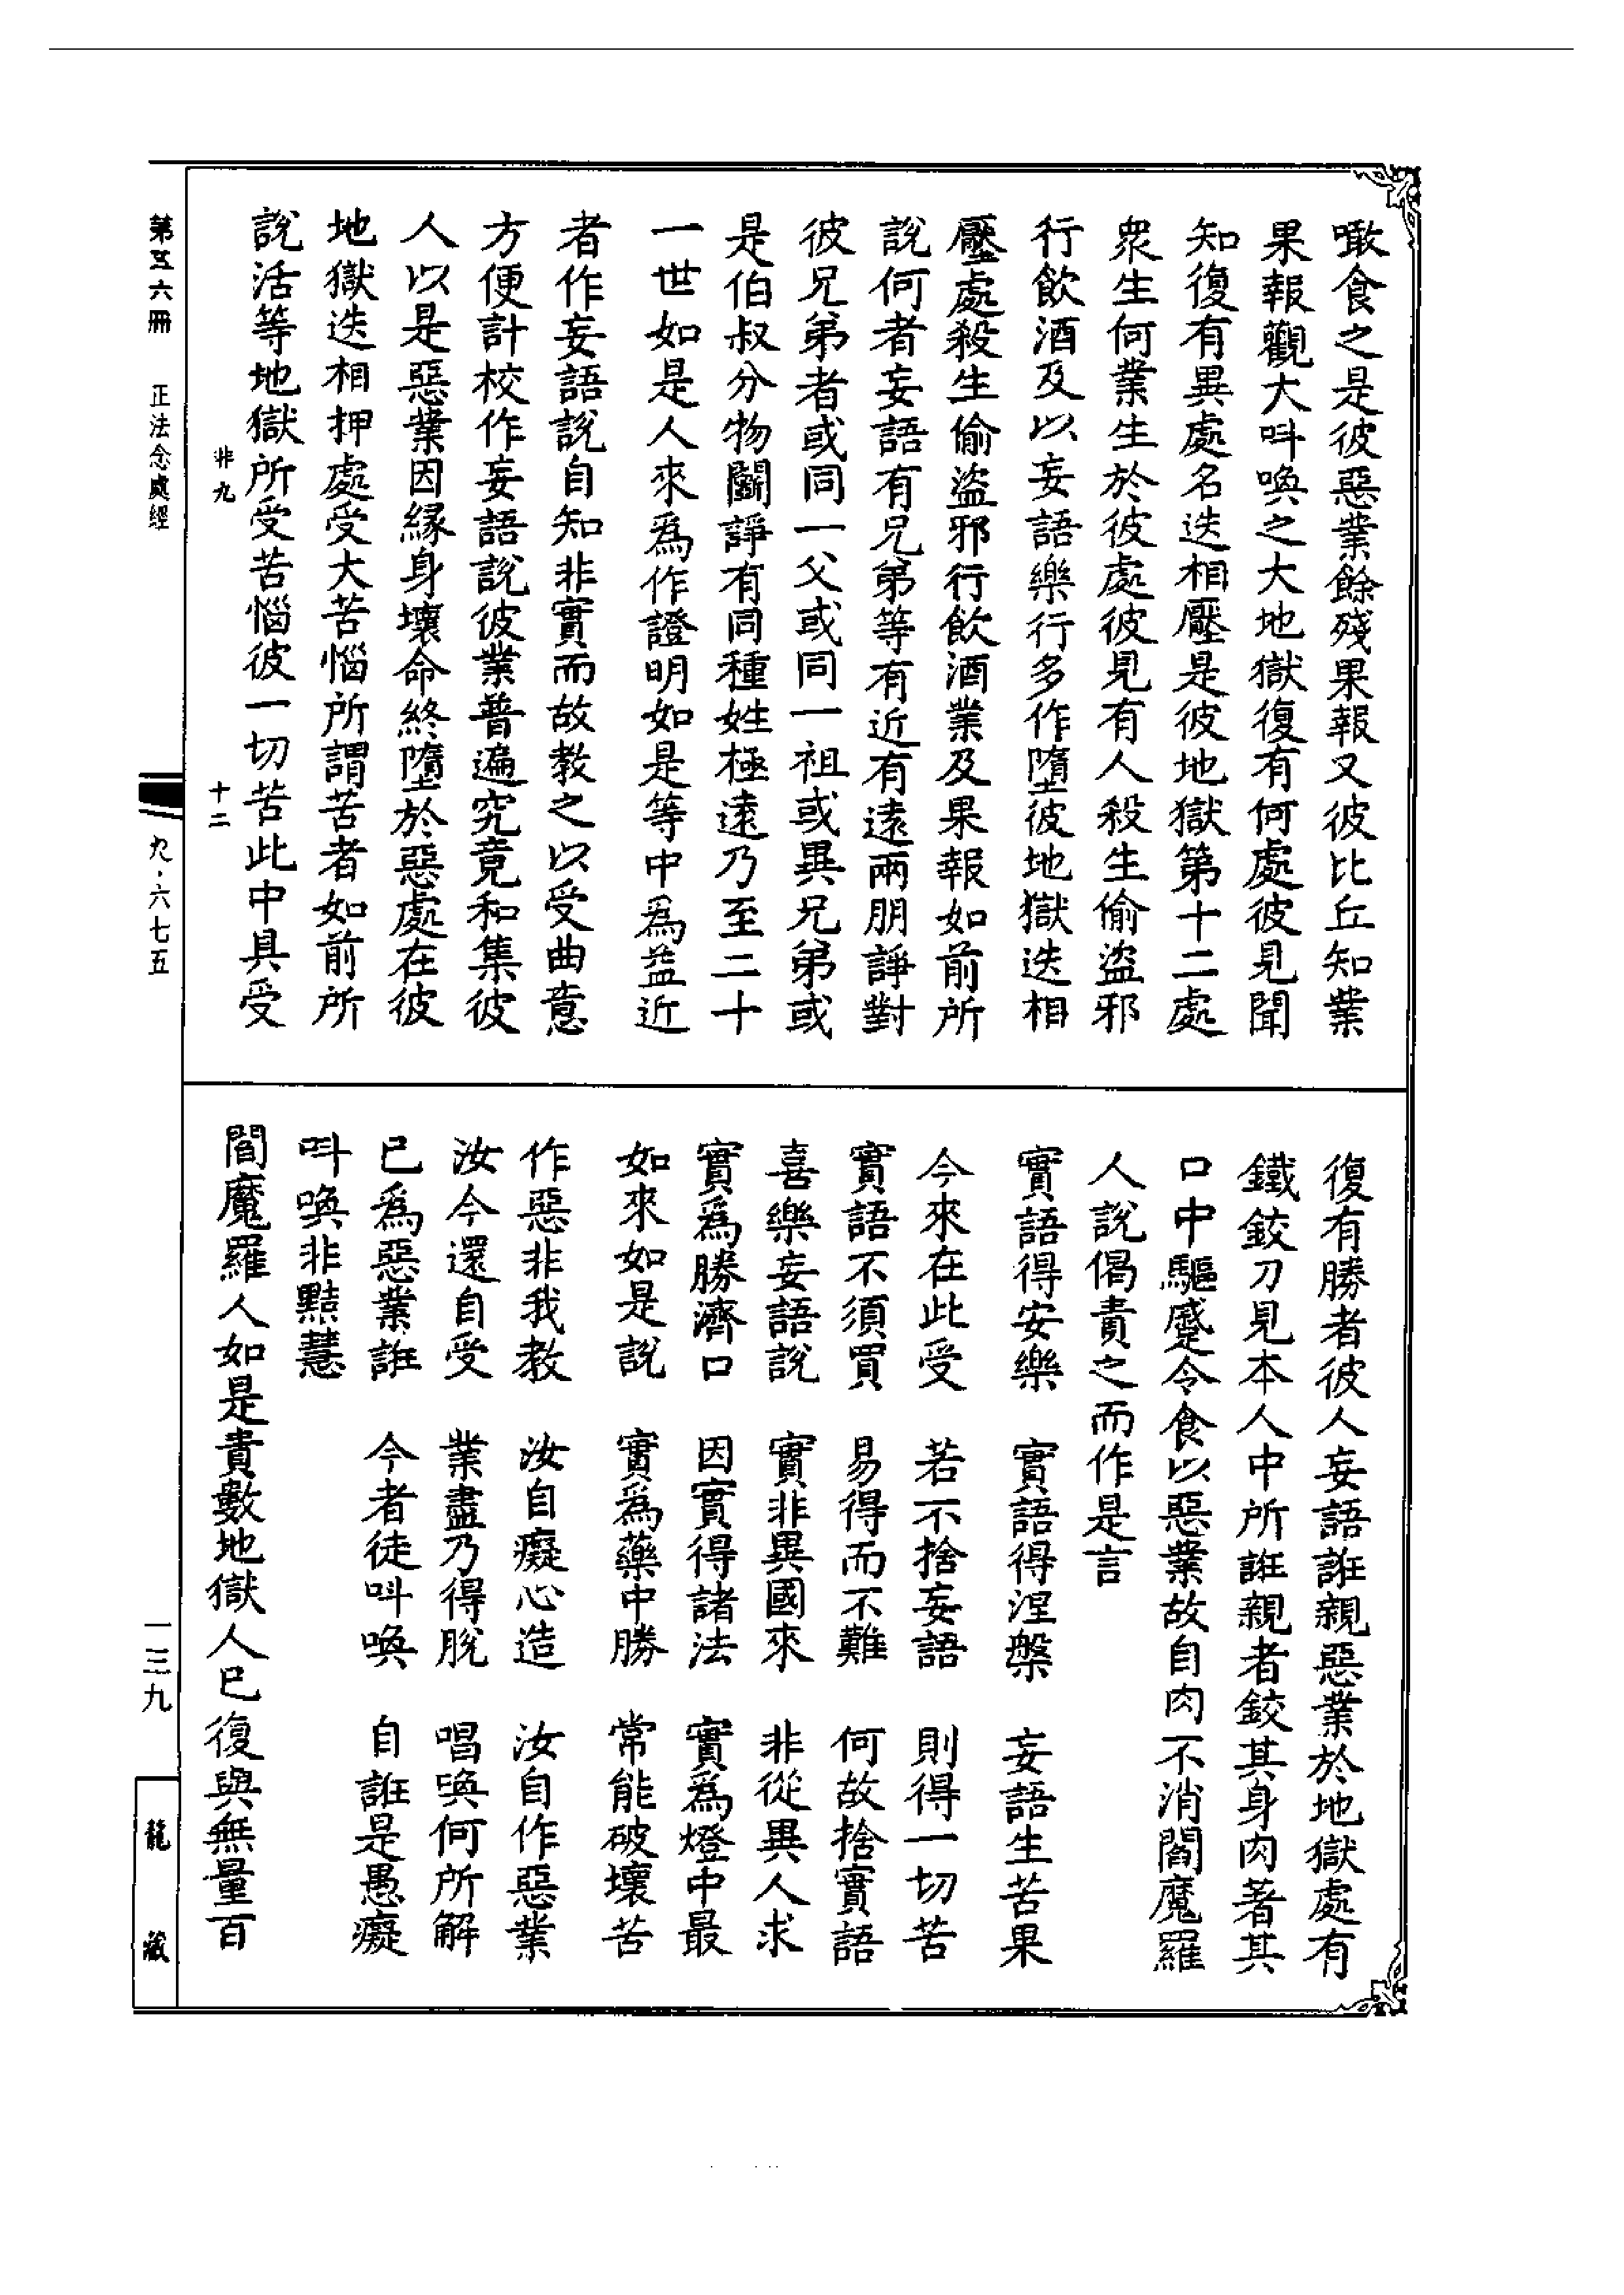 噉食之是彼惡業餘殘果報又彼比丘知業
果報觀大呌喚之大地獄復有何處彼見聞
知復有異處名迭相壓是彼地獄第十二處
衆生何業生於彼處彼見有人殺生偷盜邪
行飲酒及以妄語樂行多作墮彼地獄迭相
壓處殺生偷盜邪行飲酒業及果報如前所
說何者妄語有兄弟等有近有遠兩朋諍對
彼兄弟者或同一父或同一祖或異兄弟或
是伯叔分物鬭諍有同種姓極遠乃至二十
一世如是人來爲作證明如是等中爲益近
者作妄語說自知非實而故教之以受曲意
方便計校作妄語說彼業普遍究竟和集彼
人以是惡業因緣身壞命終墮於惡處在彼
地獄迭相押處受大苦惱所謂苦者如前所
說活等地獄所受苦惱彼一切苦此中具受
非九
十二
復有勝者彼人妄語誑親惡業於地獄處有
鐵鉸刀見本人中所誑親者鉸其身肉著其
口中驅蹙令食以惡業故自肉不消閻魔羅
人說偈責之而作是言
實語得安樂 實語得涅槃 妄語生苦果
今來在此受 若不捨妄語 則得一切苦
實語不須買 易得而不難 何故捨實語
喜樂妄語說 實非異國來 非從異人求
實爲勝濟口 因實得諸法 實爲燈中最
如來如是說 實爲藥中勝 常能破壞苦
作惡非我教 汝自癡心造 汝自作惡業
汝今還自受 業盡乃得脫 唱喚何所解
已爲惡業誑 今者徒呌喚 自誑是愚癡
呌喚非黠慧
閻魔羅人如是責數地獄人已復與無量百
第五六冊 正法念處經
九·六七五
一三九
龍藏